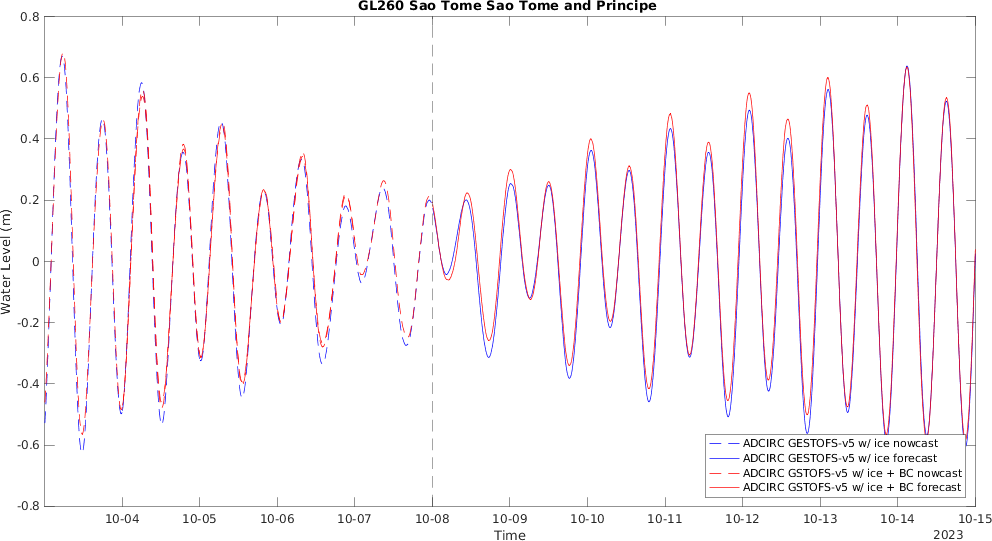 GL260 Sao Tome Sao Tome and Principe
0.8
0.6
0.4
0.2
0
-0.2
-0.4
-0.6
-0.8
Water Level (m)
10-04 10-05 10-06 10-07 10-08 10-09 10-10 10-11 10-12 10-13 10-14 10-15
Time
2023
ADCIRC GESTOFS-v5 w/ ice nowcast
ADCIRC GESTOFS-v5 w/ ice forecast
ADCIRC GSTOFS-v5 w/ ice + BC nowcast
ADCIRC GSTOFS-v5 w/ ice + BC forecast